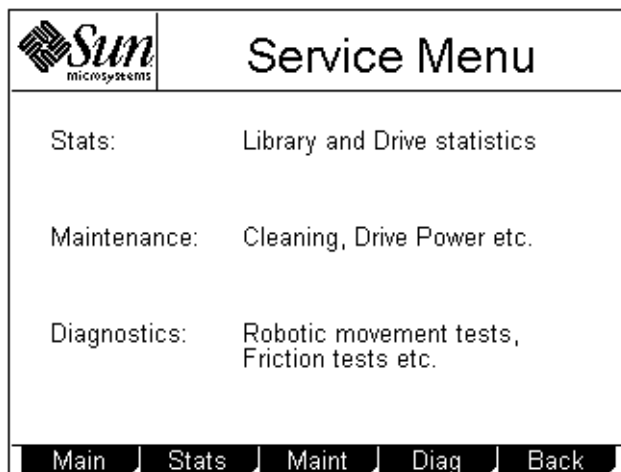 Sun
microsystems
Service Menu
Stats: Library and Drive statistics
Maintenance: Cleaning, Drive Power etc.
Diagnostics: Robotic movement tests,
Friction tests etc.
Main Stats Maint Diag Back